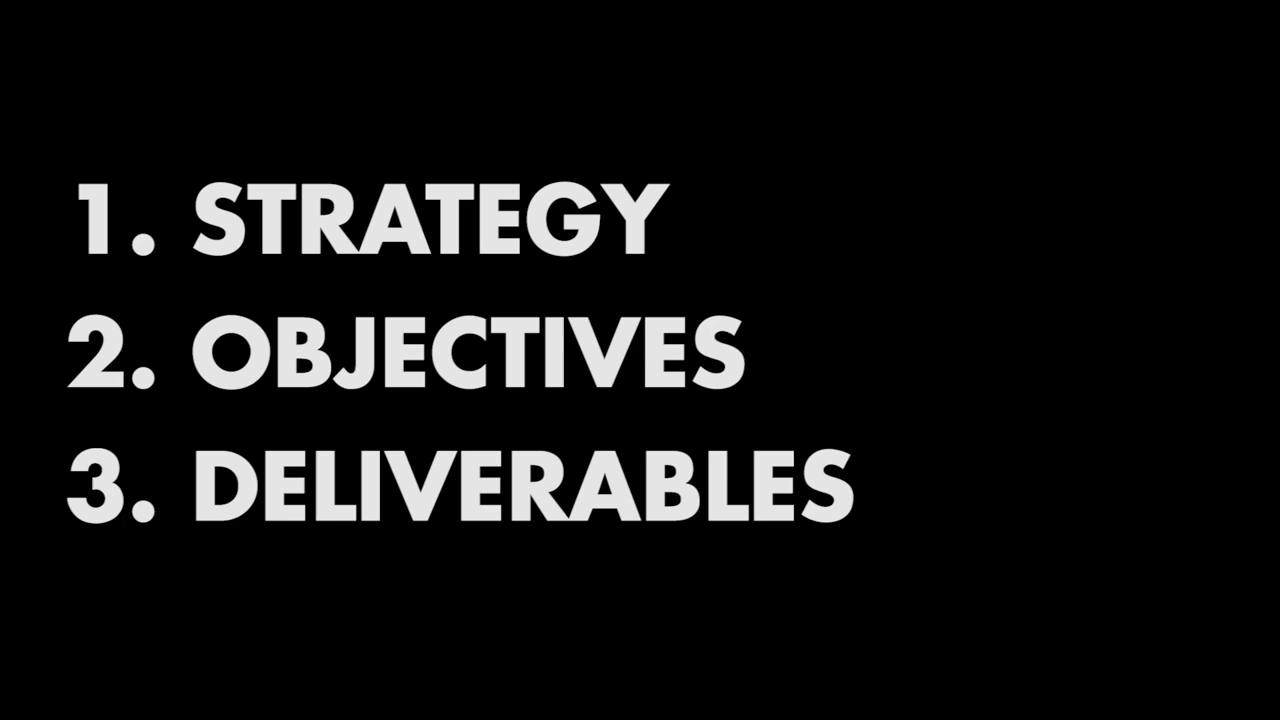 1. STRATEGY
2. OBJECTIVES
3. DELIVERABLES